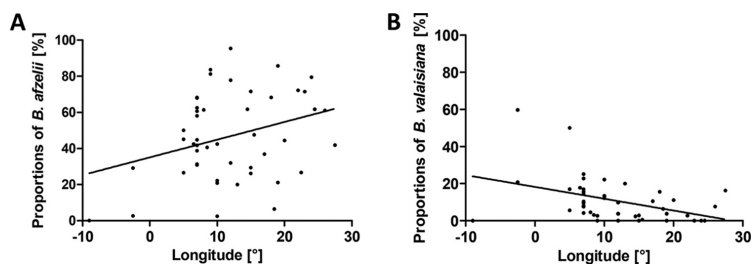 A
Proportions of B. afzelii [%]
100
80
60
40
20
0
-10 0 10 20 30
Longitude [°]
B
Proportions of B. valaisiana [%]
100
80
60
40
20
0
-10 0 10 20 30
Longitude [°]